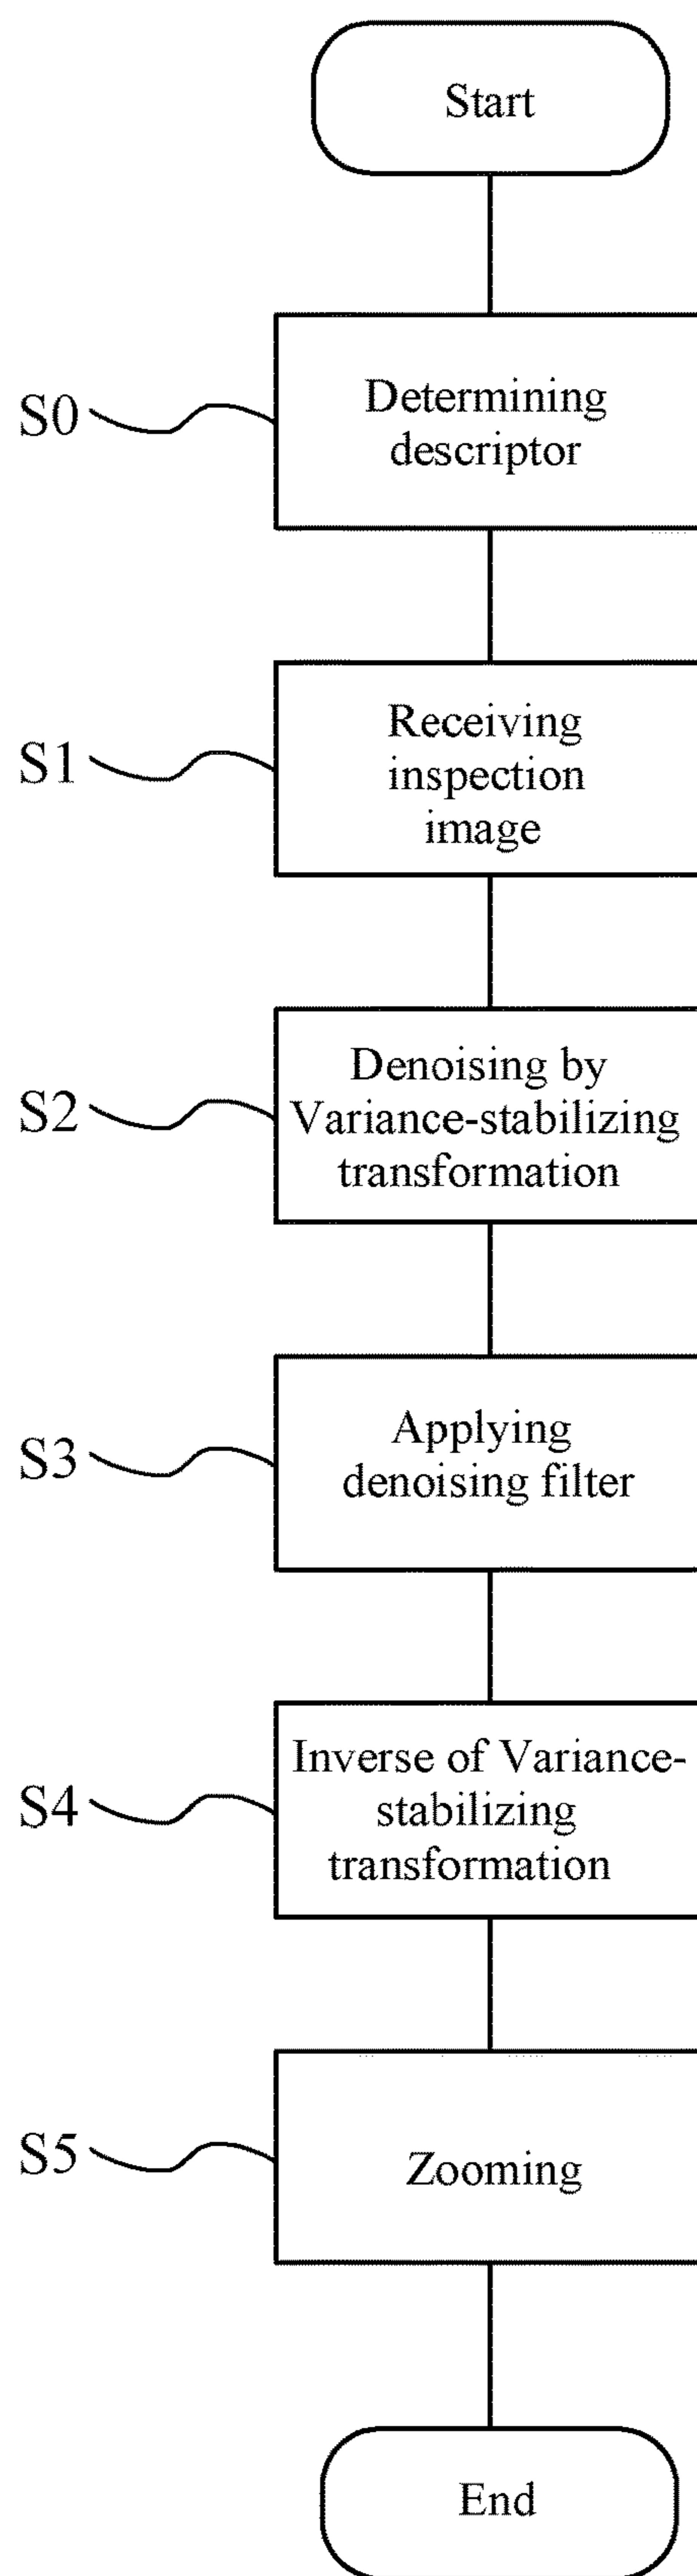 Start
S0
Determining
descriptor
S1
Receiving
inspection
image
S2
Denoising by
Variance-stabilizing
transformation
S3
Applying
denoising filter
S4
Inverse of Variance-
stabilizing
transformation
S5
Zooming
End